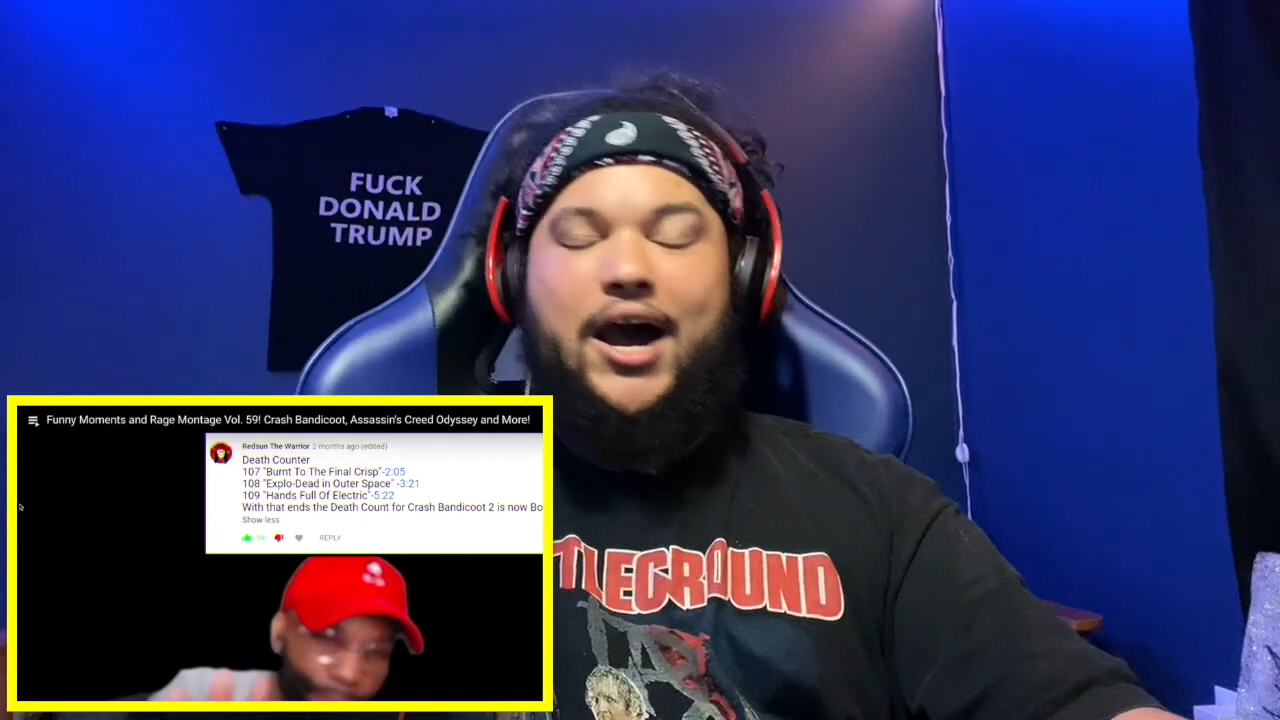 FUCK
DONALD
TRUMP
Funny Moments and Rage Montage Vol. 59! Crash Bandicoot, Assassin's Creed Odyssey and More!
Redsun The Warrior 2 months ago (edited)
Death Counter
107 "Burnt To The Final Crisp"-2:05
108 "Explo-Dead in Outer Space" -3:21
109 "Hands Full Of Electric"-5:22
With that ends the Death Count for Crash Bandicoot 2 is now Bo
Show less
REPLY
TLEGROUND